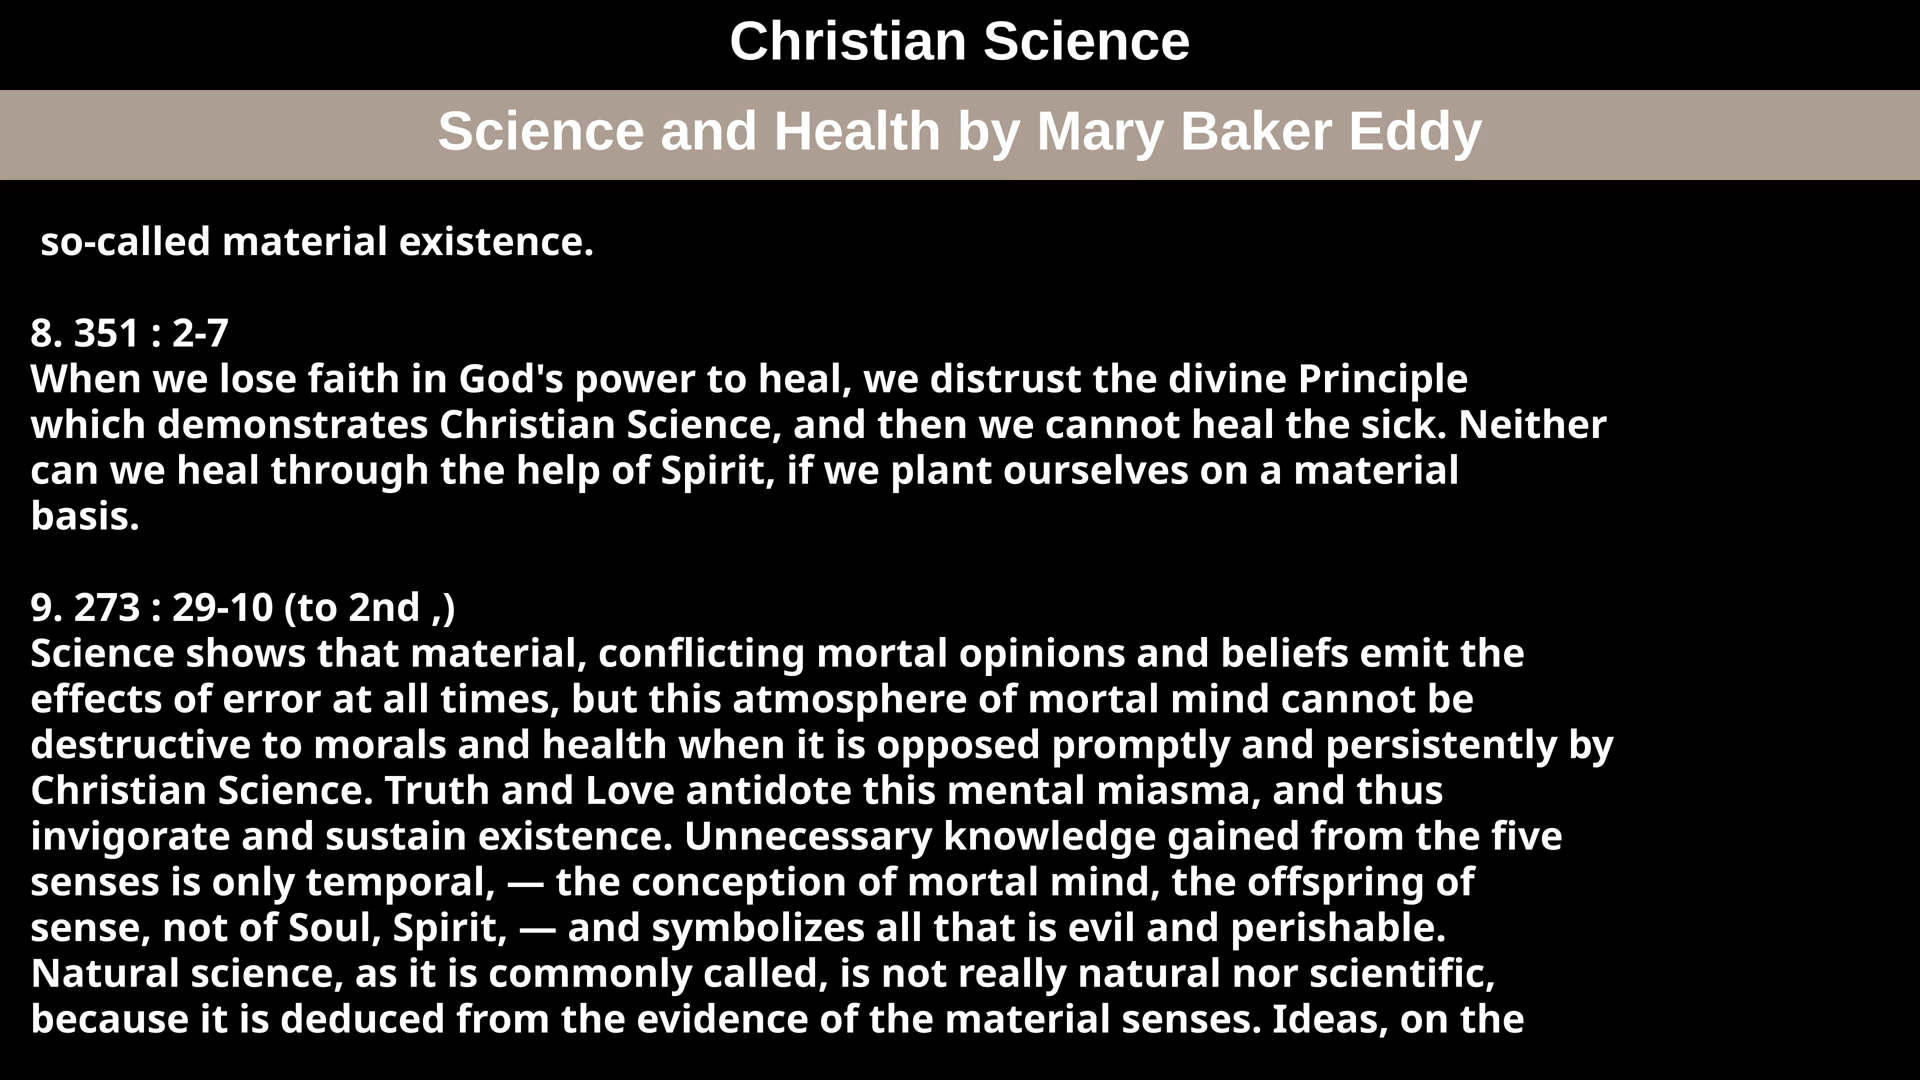 Christian Science
Science and Health by Mary Baker Eddy
so-called material existence.
8. 351 : 2-7
When we lose faith in God's power to heal, we distrust the divine Principle
which demonstrates Christian Science, and then we cannot heal the sick. Neither
can we heal through the help of Spirit, if we plant ourselves on a material
basis.
9. 273 : 29-10 (to 2nd ,)
Science shows that material, conflicting mortal opinions and beliefs emit the
effects of error at all times, but this atmosphere of mortal mind cannot be
destructive to morals and health when it is opposed promptly and persistently by
Christian Science. Truth and Love antidote this mental miasma, and thus
invigorate and sustain existence. Unnecessary knowledge gained from the five
senses is only temporal, — the conception of mortal mind, the offspring of
sense, not of Soul, Spirit, — and symbolizes all that is evil and perishable.
Natural science, as it is commonly called, is not really natural nor scientific,
because it is deduced from the evidence of the material senses. Ideas, on the